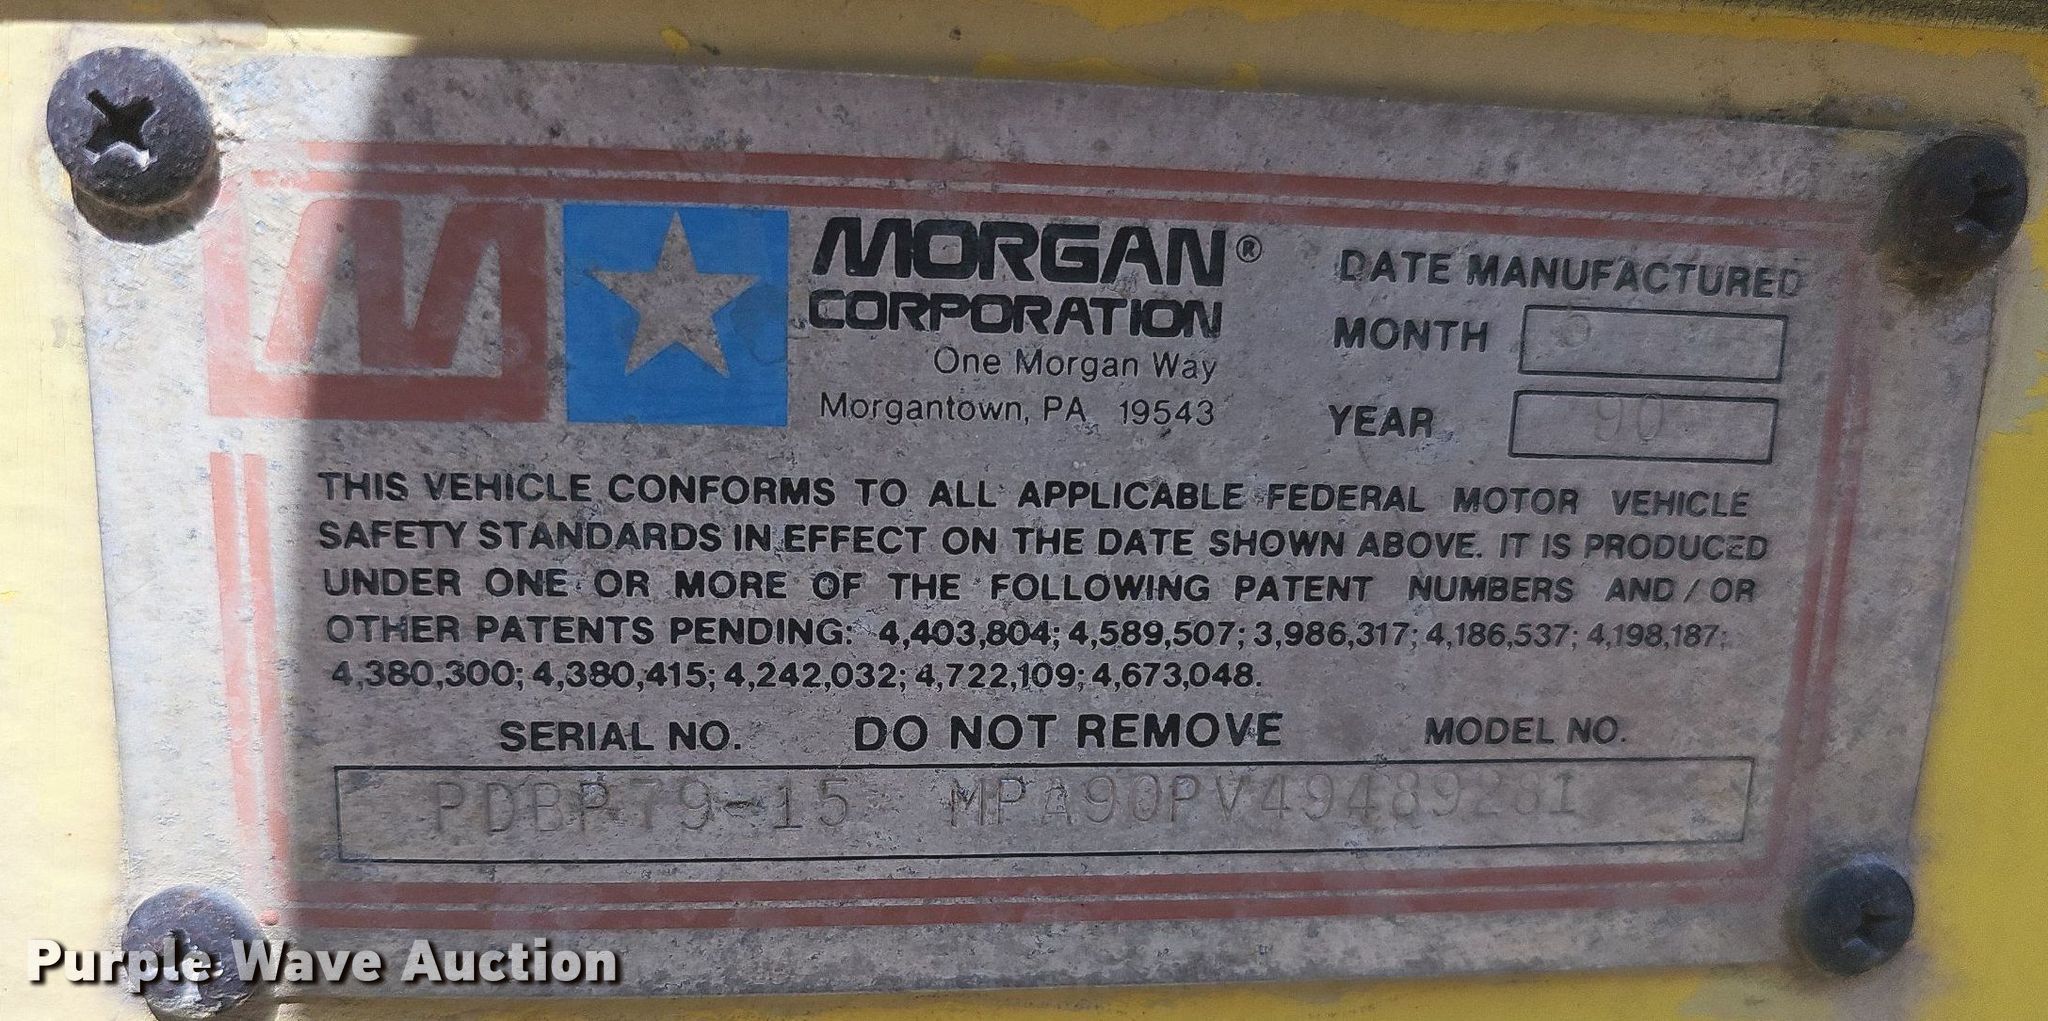 MORGAN®
CORPORATION
One Morgan Way
Morgantown, PA 19543
DATE MANUFACTURED
MONTH
YEAR 90
THIS VEHICLE CONFORMS TO ALL APPLICABLE FEDERAL MOTOR VEHICLE
SAFETY STANDARDS IN EFFECT ON THE DATE SHOWN ABOVE. IT IS PRODUCED
UNDER ONE OR MORE OF THE FOLLOWING PATENT NUMBERS AND/OR
OTHER PATENTS PENDING: 4,403,804; 4,589,507; 3,986,317; 4,186,537; 4,198,187;
4,380,300; 4,380,415; 4,242,032; 4,722,109; 4,673,048.
SERIAL NO. DO NOT REMOVE MODEL NO.
PDBP79-15 MPA90PV49489281
Purple Wave Auction